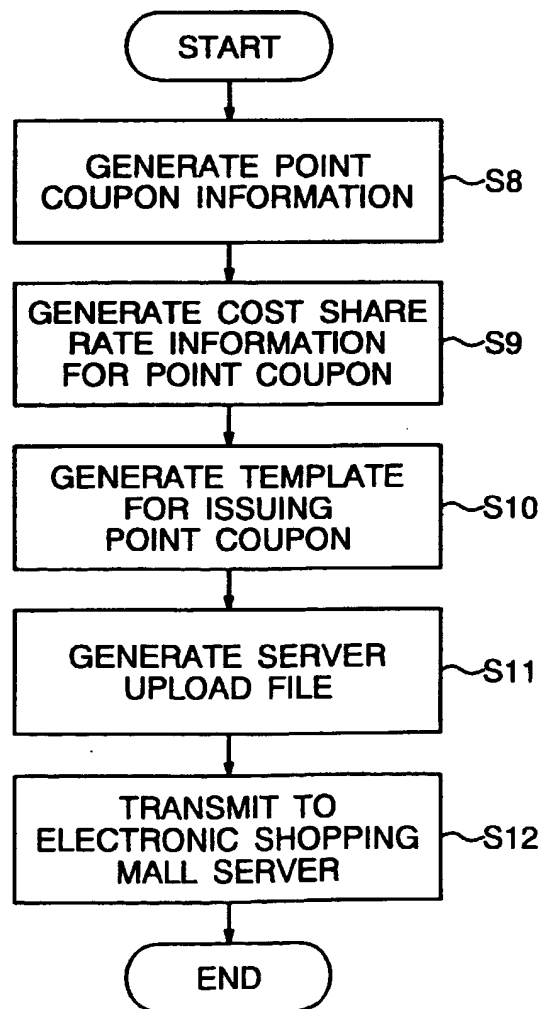 START
GENERATE POINT
COUPON INFORMATION
S8
GENERATE COST SHARE
RATE INFORMATION
FOR POINT COUPON
S9
GENERATE TEMPLATE
FOR ISSUING
POINT COUPON
S10
GENERATE SERVER
UPLOAD FILE
S11
TRANSMIT TO
ELECTRONIC SHOPPING
MALL SERVER
S12
END